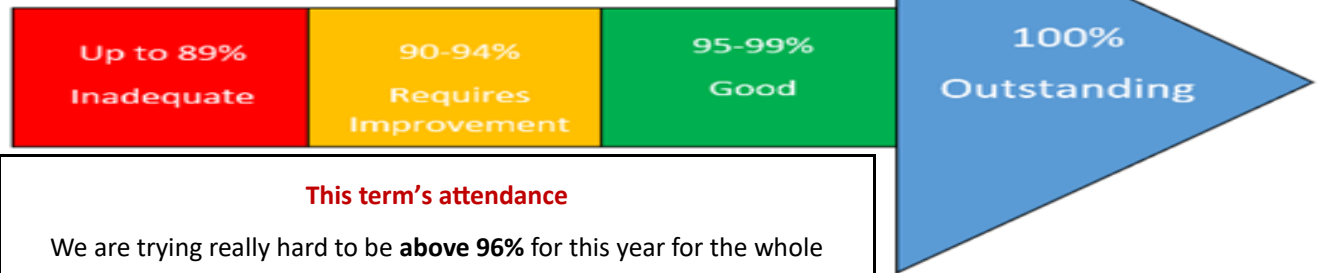 Up to 89%
Inadequate
90-94%
Requires
Improvement
95-99%
Good
100%
Outstanding
This term's attendance
We are trying really hard to be above 96% for this year for the whole